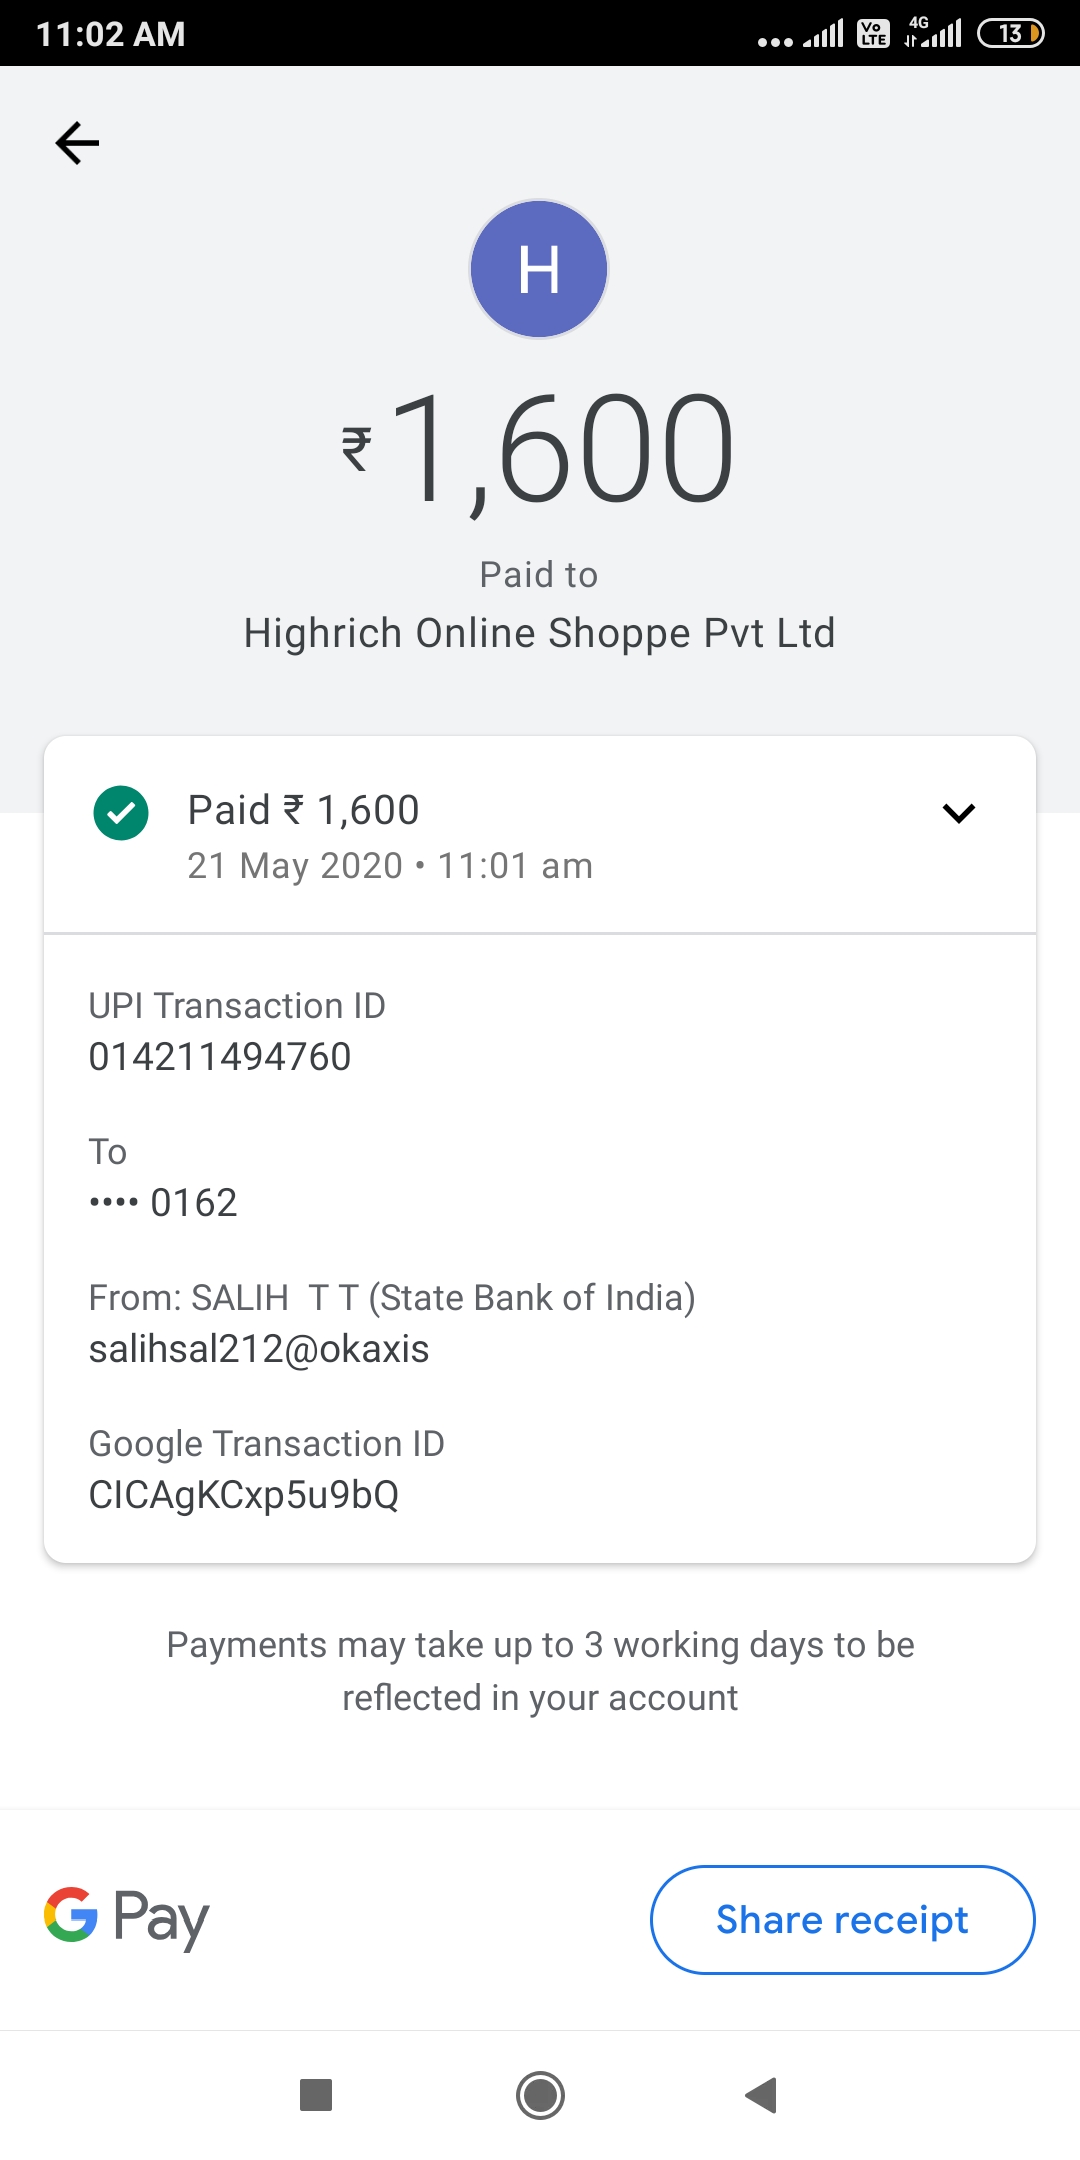 11:02 AM
Vo LTE 4G 13
H
₹1,600
Paid to
Highrich Online Shoppe Pvt Ltd
Paid ₹ 1,600
21 May 2020 • 11:01 am
UPI Transaction ID
014211494760
To
•••• 0162
From: SALIH  T T (State Bank of India)
salihsal212@okaxis
Google Transaction ID
CICAgKCxp5u9bQ
Payments may take up to 3 working days to be
reflected in your account
G Pay
Share receipt